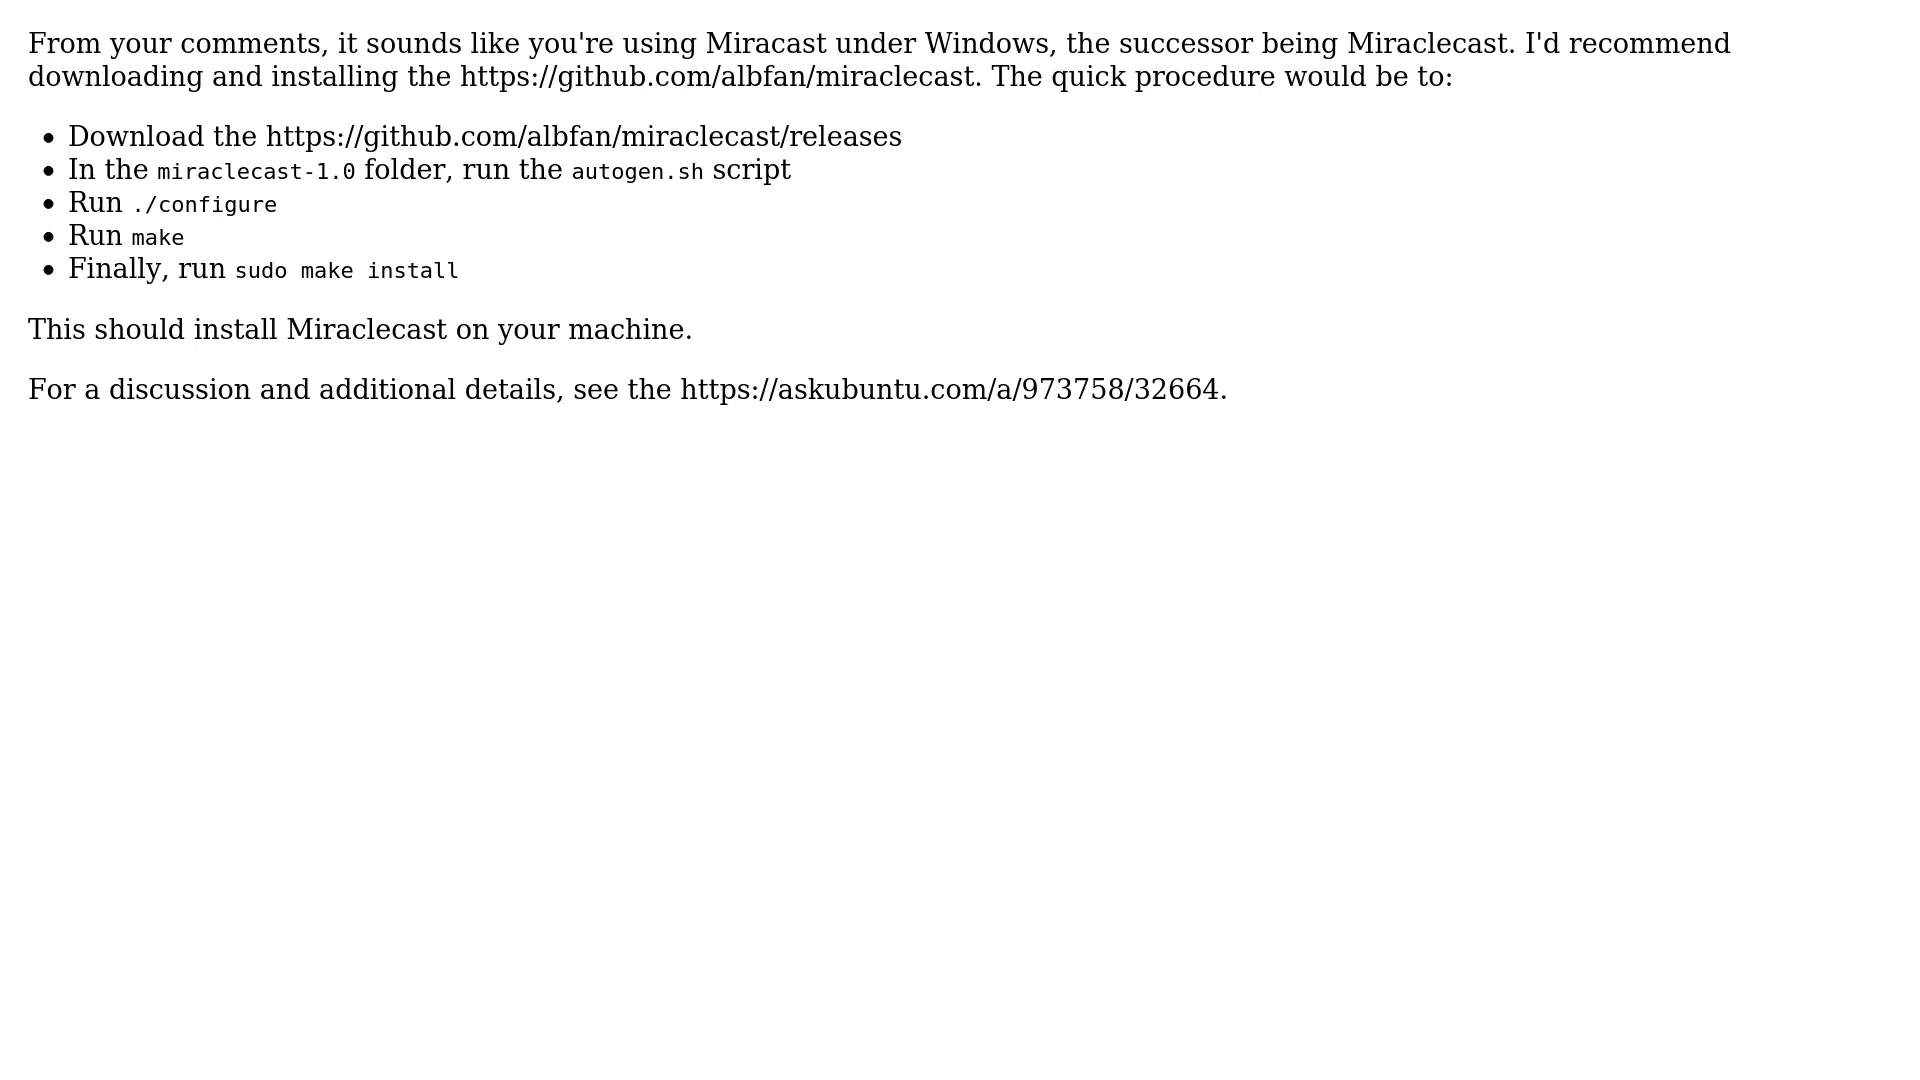 From your comments, it sounds like you're using Miracast under Windows, the successor being Miraclecast. I'd recommend
downloading and installing the https://github.com/albfan/miraclecast. The quick procedure would be to:
• Download the https://github.com/albfan/miraclecast/releases
• In the miraclecast-1.0 folder, run the autogen.sh script
• Run ./configure
• Run make
• Finally, run sudo make install
This should install Miraclecast on your machine.
For a discussion and additional details, see the https://askubuntu.com/a/973758/32664.